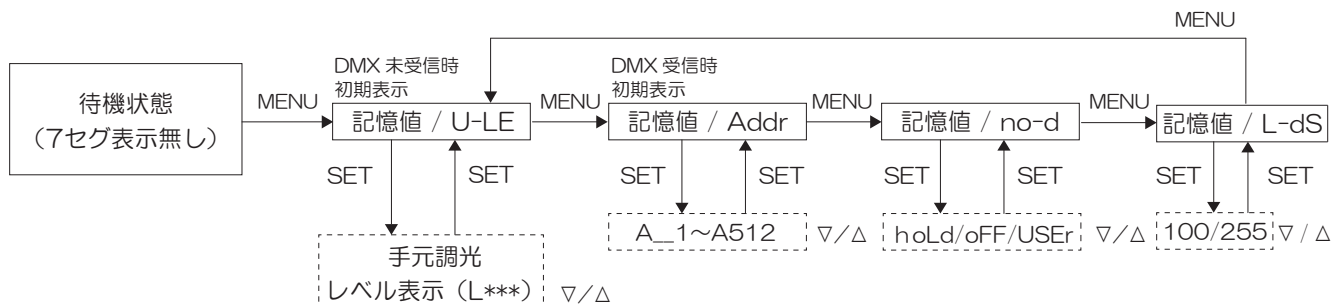 MENU
DMX 未受信時
初期表示
DMX 受信時
初期表示
待機状態
（7セグ表示無し）
MENU
記憶値 / U-LE
MENU
記憶値 / Addr
MENU
記憶値 / no-d
MENU
記憶値 / L-dS
SET
SET
SET
SET
SET
SET
SET
SET
手元調光
レベル表示（L***）
▽／△
A__1～A512
▽／△
hoLd/oFF/USEr
▽／△
100/255
▽ / △